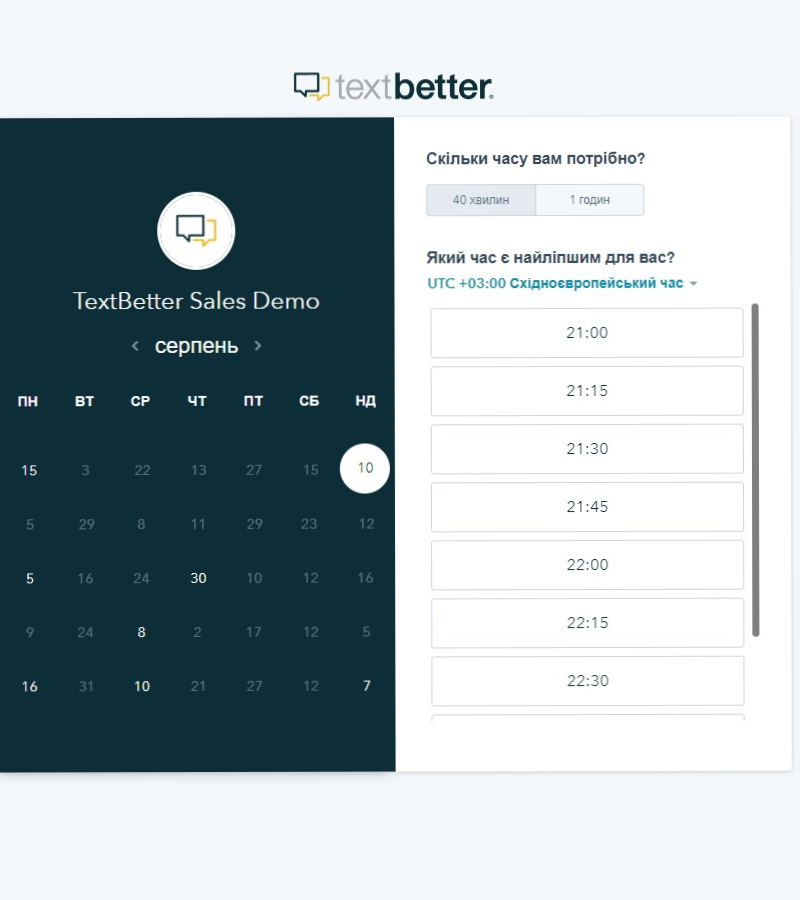 textbetter
TextBetter Sales Demo
серпень
ПН ВТ СР ЧТ ПТ СБ НД
15 3 22 13 27 15 10
5 29 8 11 29 23 12
5 16 24 30 10 12 16
9 24 8 2 17 12 5
16 31 10 21 27 12 7
Скільки часу вам потрібно?
40 хвилин 1 годин
Який час є найліпшим для вас?
UTC +03:00 Східноєвропейський час
21:00
21:15
21:30
21:45
22:00
22:15
22:30